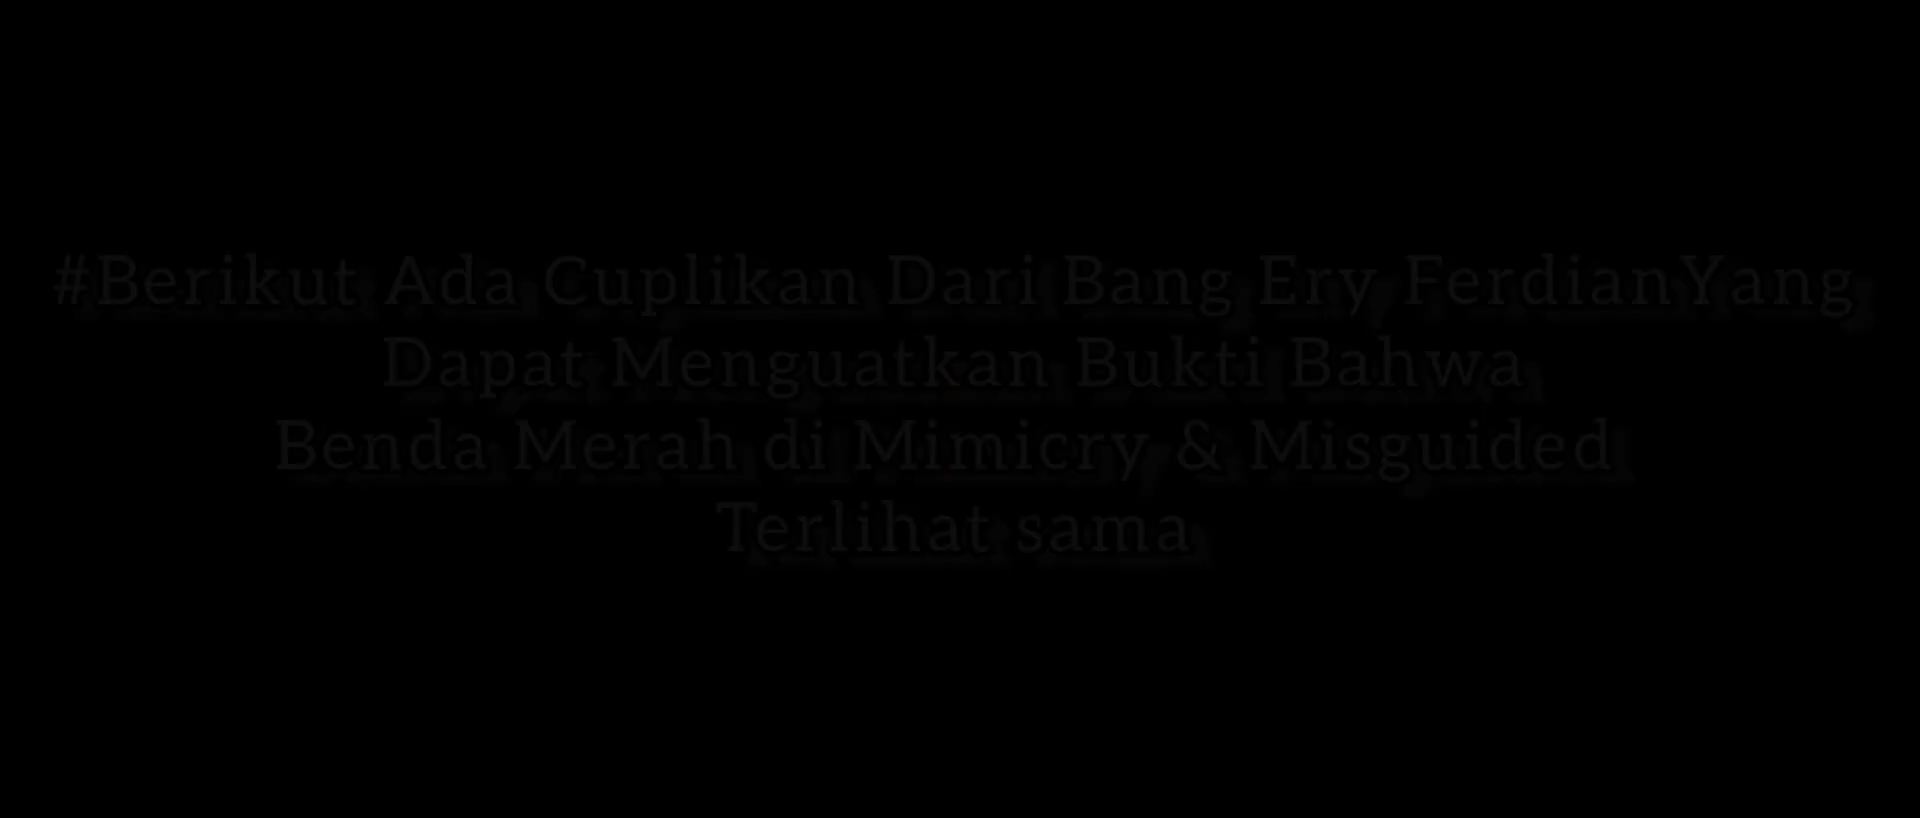 #Berikut Ada Cuplikan Dari Bang Ery FerdianYang
Dapat Menguatkan Bukti Bahwa
Benda Merah di Mimicry & Misguided
Terlihat sama